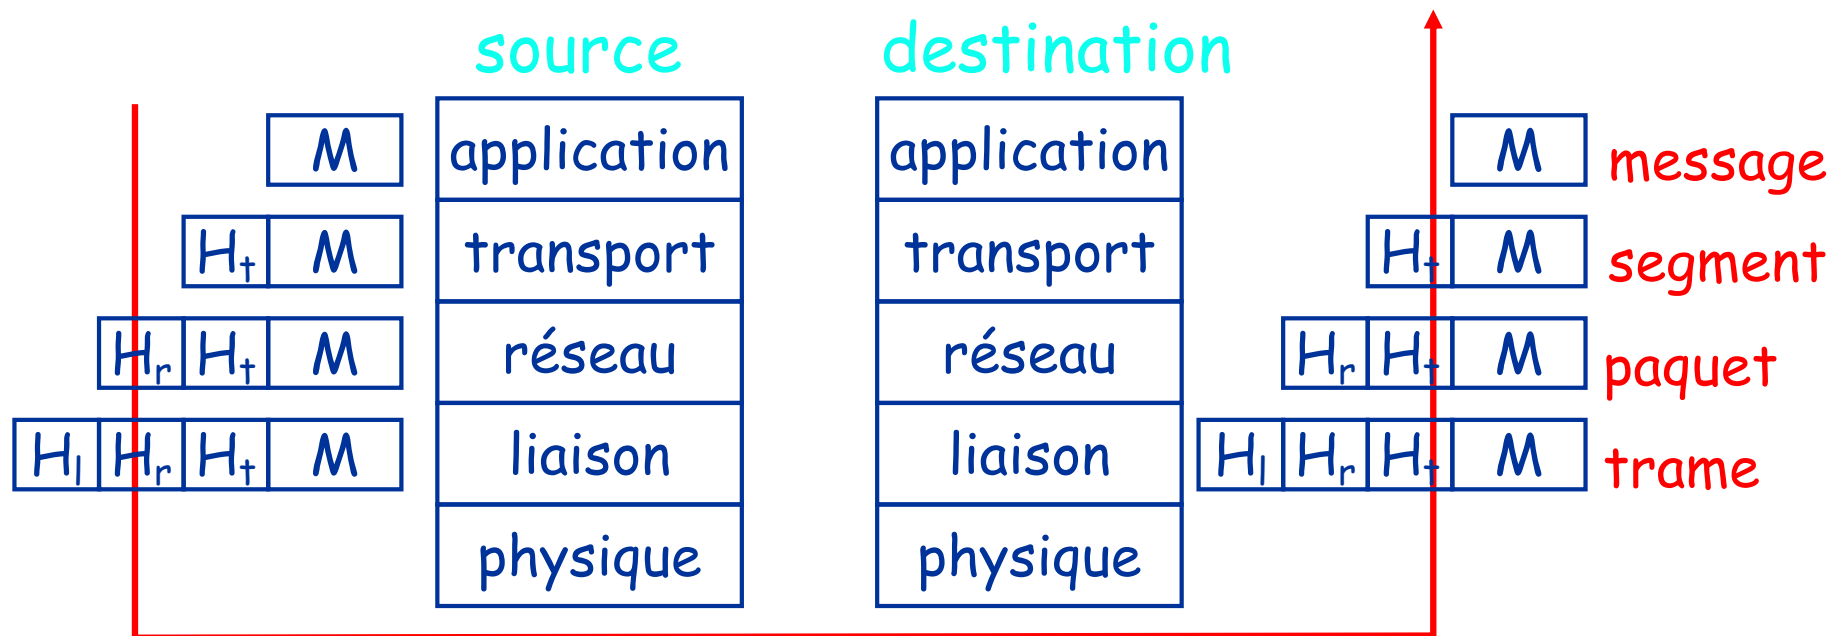 source destination
M application application M message
Ht M transport transport Ht M segment
Hr Ht M réseau réseau Hr Ht M paquet
Hl Hr Ht M liaison liaison Hl Hr Ht M trame
physique physique